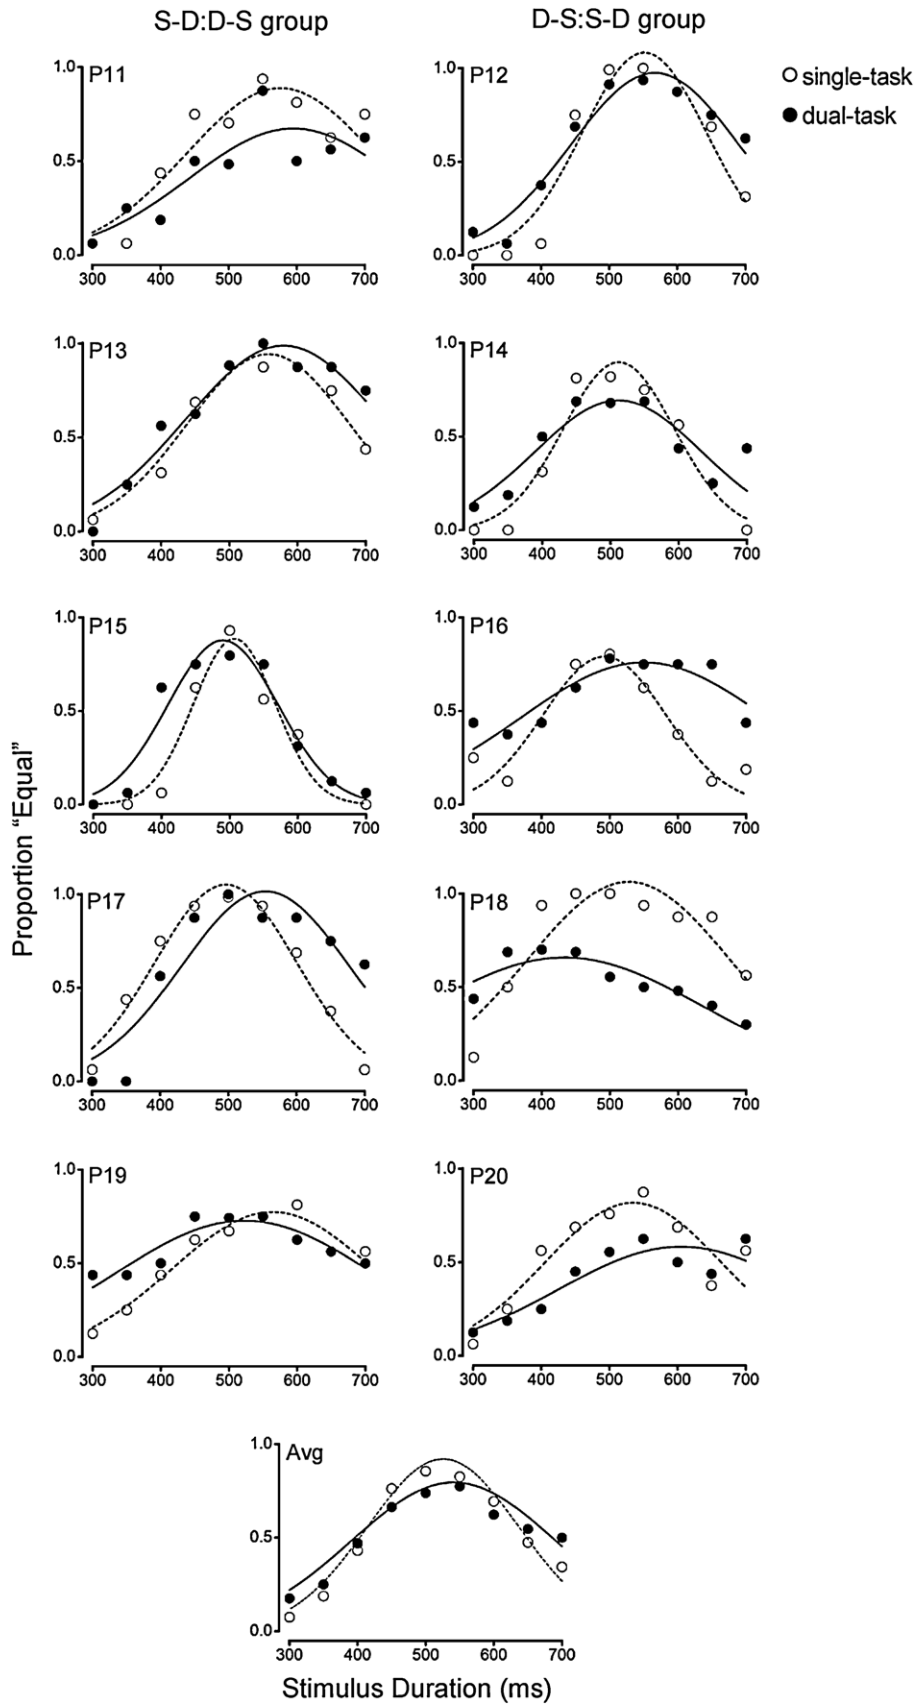 S-D:D-S group
D-S:S-D group
single-task
dual-task
P11
1.0
0.5
0.0
300 400 500 600 700
P12
1.0
0.5
0.0
300 400 500 600 700
P13
1.0
0.5
0.0
300 400 500 600 700
P14
1.0
0.5
0.0
300 400 500 600 700
P15
1.0
0.5
0.0
300 400 500 600 700
P16
1.0
0.5
0.0
300 400 500 600 700
P17
1.0
0.5
0.0
300 400 500 600 700
P18
1.0
0.5
0.0
300 400 500 600 700
P19
1.0
0.5
0.0
300 400 500 600 700
P20
1.0
0.5
0.0
300 400 500 600 700
Avg
1.0
0.5
0.0
300 400 500 600 700
Proportion “Equal”
Stimulus Duration (ms)